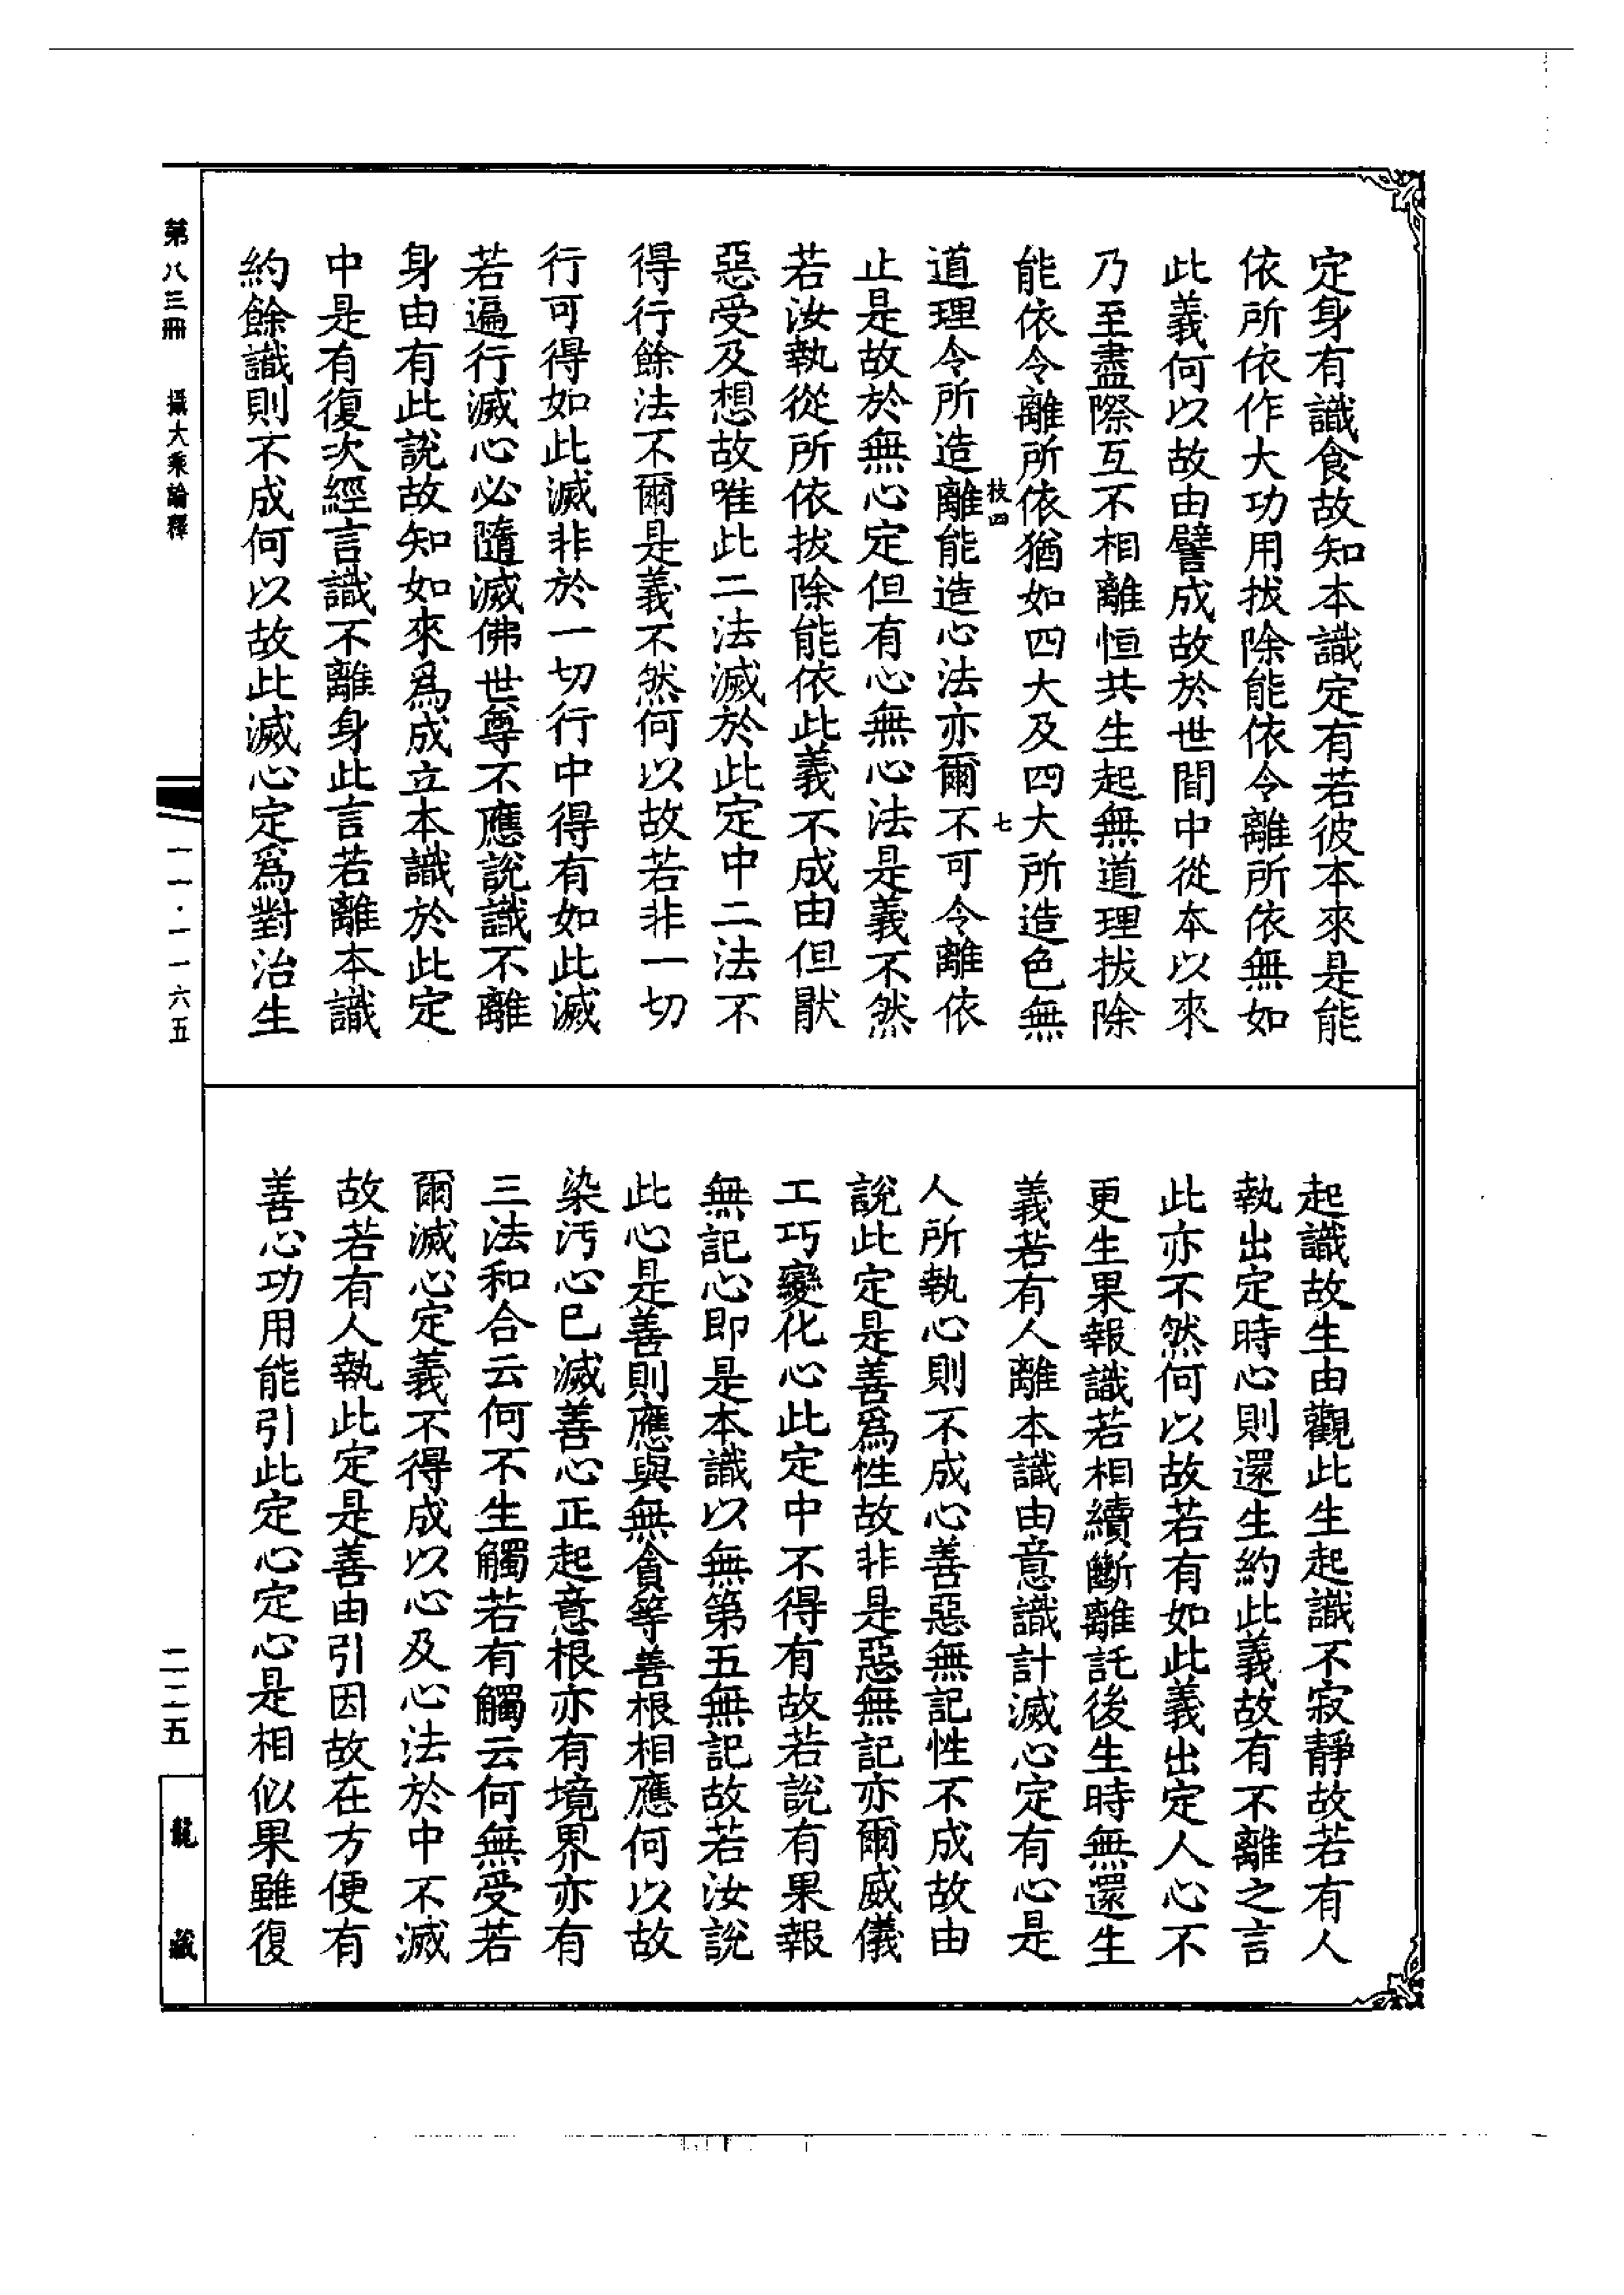 定身有識食故知本識定有若彼本來是能
依所依作大功用拔除能依令離所依無如
此義何以故由譬成故於世間中從本以來
乃至盡際互不相離恒共生起無道理拔除
能依令離所依猶如四大及四大所造色無
枝四
七
道理令所造離能造心法亦爾不可令離依
止是故於無心定但有心無心法是義不然
若汝執從所依拔除能依此義不成由但厭
惡受及想故唯此二法滅於此定中二法不
得行餘法不爾是義不然何以故若非一切
行可得如此滅非於一切行中得有如此滅
若遍行滅心必隨滅佛世尊不應說識不離
身由有此說故知如來爲成立本識於此定
中是有復次經言識不離身此言若離本識
約餘識則不成何以故此滅心定爲對治生
起識故生由觀此生起識不寂靜故若有人
執出定時心則還生約此義故有不離之言
此亦不然何以故若有如此義出定人心不
更生果報識若相續斷離託後生時無還生
義若有人離本識由意識計滅心定有心是
人所執心則不成心善惡無記性不成故由
說此定是善爲性故非是惡無記亦爾威儀
工巧變化心此定中不得有故若說有果報
無記心即是本識以無第五無記故若汝說
此心是善則應與無貪等善根相應何以故
染汚心已滅善心正起意根亦有境界亦有
三法和合云何不生觸若有觸云何無受若
爾滅心定義不得成以心及心法於中不滅
故若有人執此定是善由引因故在方便有
善心功用能引此定心定心是相似果雖復
第八三冊
攝大乘論釋
一一·一一六五
二二五
龍藏